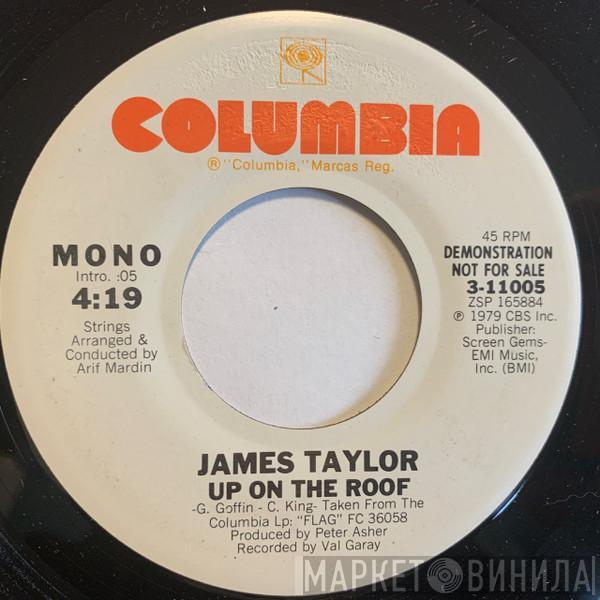 COLUMBIA
®"Columbia," Marcas Reg.
MONO
Intro. :05
4:19
Strings
Arranged &
Conducted by
Arif Mardin
45 RPM
DEMONSTRATION
NOT FOR SALE
3-11005
ZSP 165884
℗ 1979 CBS Inc.
Publisher:
Screen Gems-
EMI Music,
Inc. (BMI)
JAMES TAYLOR
UP ON THE ROOF
-G. Goffin - C. King- Taken From The
Columbia Lp: "FLAG" FC 36058
Produced by Peter Asher
Recorded by Val Garay
МАРКЕТ ВИНИЛА